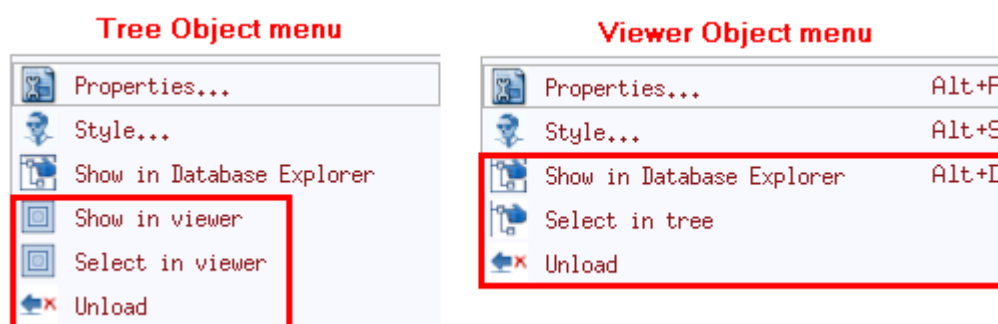 Tree Object menu
Properties...
Style...
Show in Database Explorer
Show in viewer
Select in viewer
Unload
Viewer Object menu
Properties... Alt+P
Style... Alt+S
Show in Database Explorer Alt+D
Select in tree
Unload